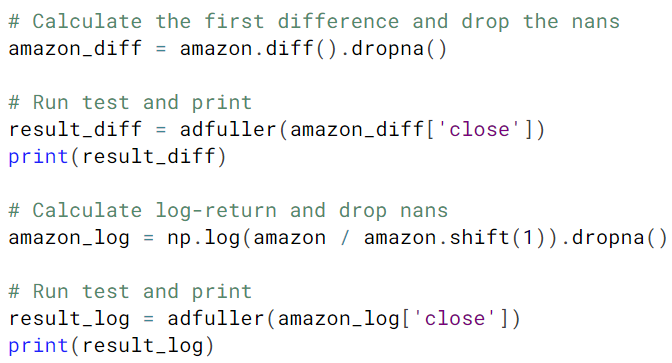 # Calculate the first difference and drop the nans
amazon_diff = amazon.diff().dropna()
# Run test and print
result_diff = adfuller(amazon_diff['close'])
print(result_diff)
# Calculate log-return and drop nans
amazon_log = np.log(amazon / amazon.shift(1)).dropna()
# Run test and print
result_log = adfuller(amazon_log['close'])
print(result_log)